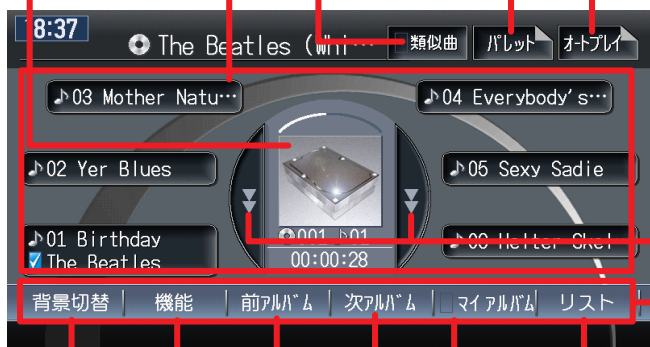 18:37
The Beatles (Whi… 類似曲 パレット オートプレイ
♪03 Mother Natu… ♪04 Everybody's…
♪02 Yer Blues ♪05 Sexy Sadie
♪01 Birthday
The Beatles
001 ♪01
00:00:28
Helter Skel
背景切替 機能 前アルバム 次アルバム マイアルバム リスト